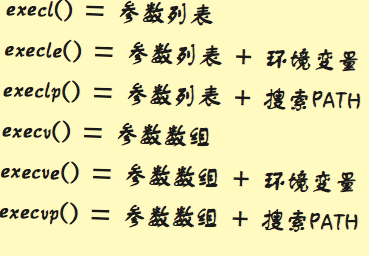 execl() = 参数列表
execle() = 参数列表 + 环境变量
execlp() = 参数列表 + 搜索PATH
execv() = 参数数组
execve() = 参数数组 + 环境变量
execvp() = 参数数组 + 搜索PATH